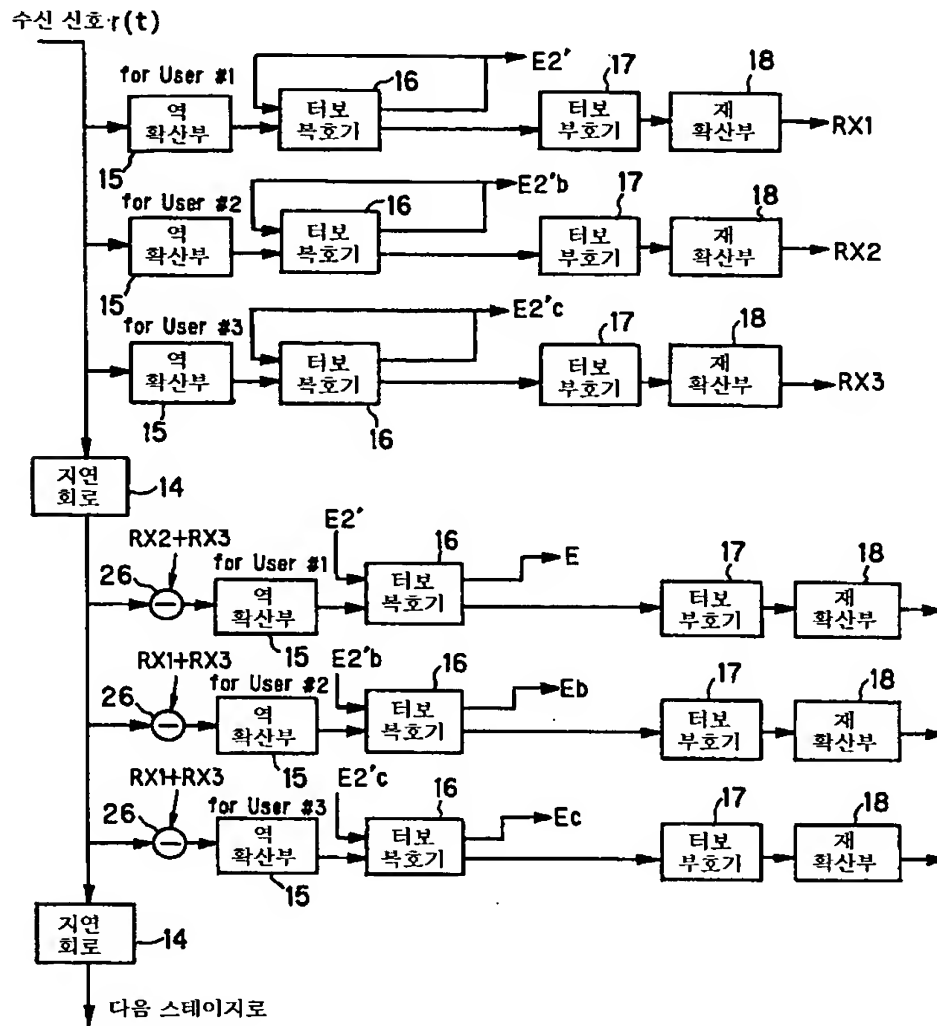 수신 신호 r(t)
for User #1
역
확산부
15
16
터보
복호기
E2'
17
터보
부호기
18
재
확산부
RX1
for User #2
역
확산부
15
16
터보
복호기
E2'b
17
터보
부호기
18
재
확산부
RX2
for User #3
역
확산부
15
터보
복호기
16
E2'c
17
터보
부호기
18
재
확산부
RX3
지연
회로
14
RX2+RX3
26
for User #1
역
확산부
15
E2'
16
터보
복호기
E
17
터보
부호기
18
재
확산부
RX1+RX3
26
for User #2
역
확산부
15
E2'b
16
터보
복호기
Eb
17
터보
부호기
18
재
확산부
RX1+RX3
26
for User #3
역
확산부
15
E2'c
16
터보
복호기
Ec
17
터보
부호기
18
재
확산부
지연
회로
14
다음 스테이지로